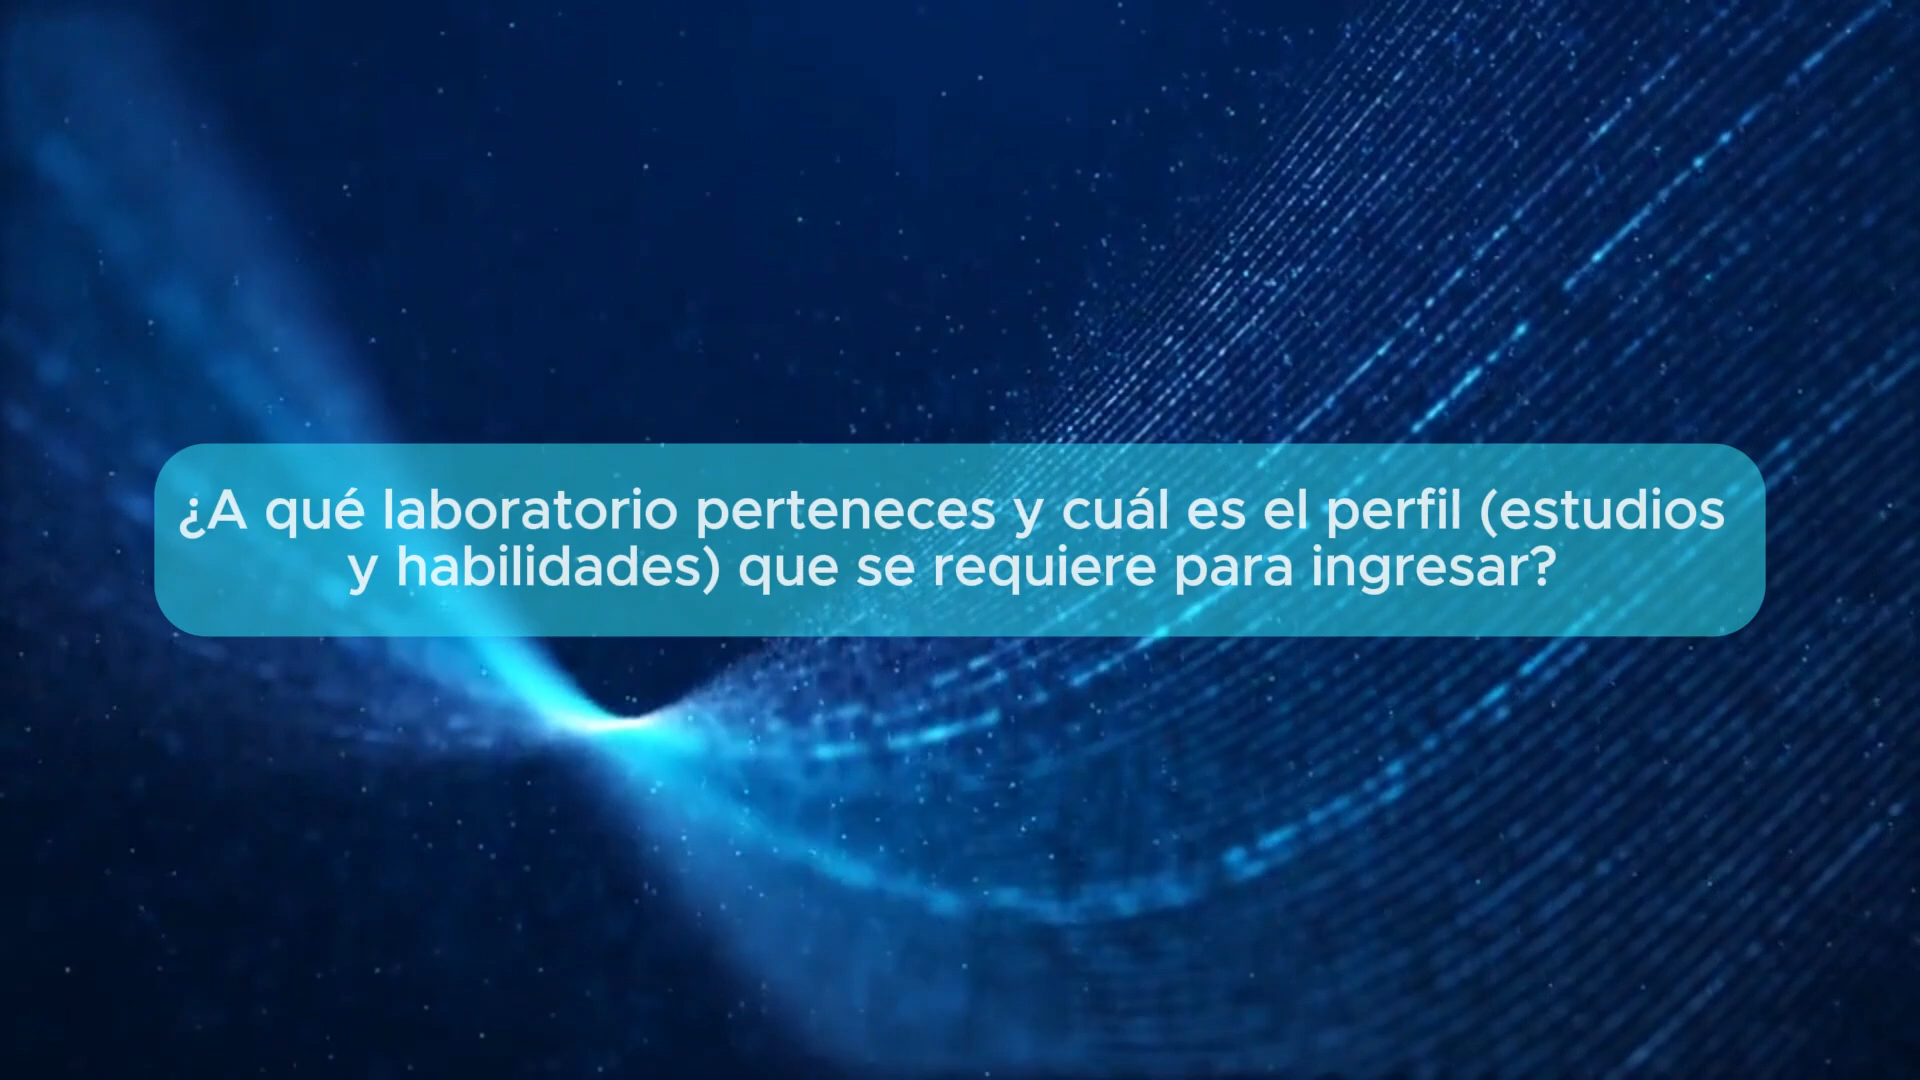 ¿A qué laboratorio perteneces y cuál es el perfil (estudios
y habilidades) que se requiere para ingresar?